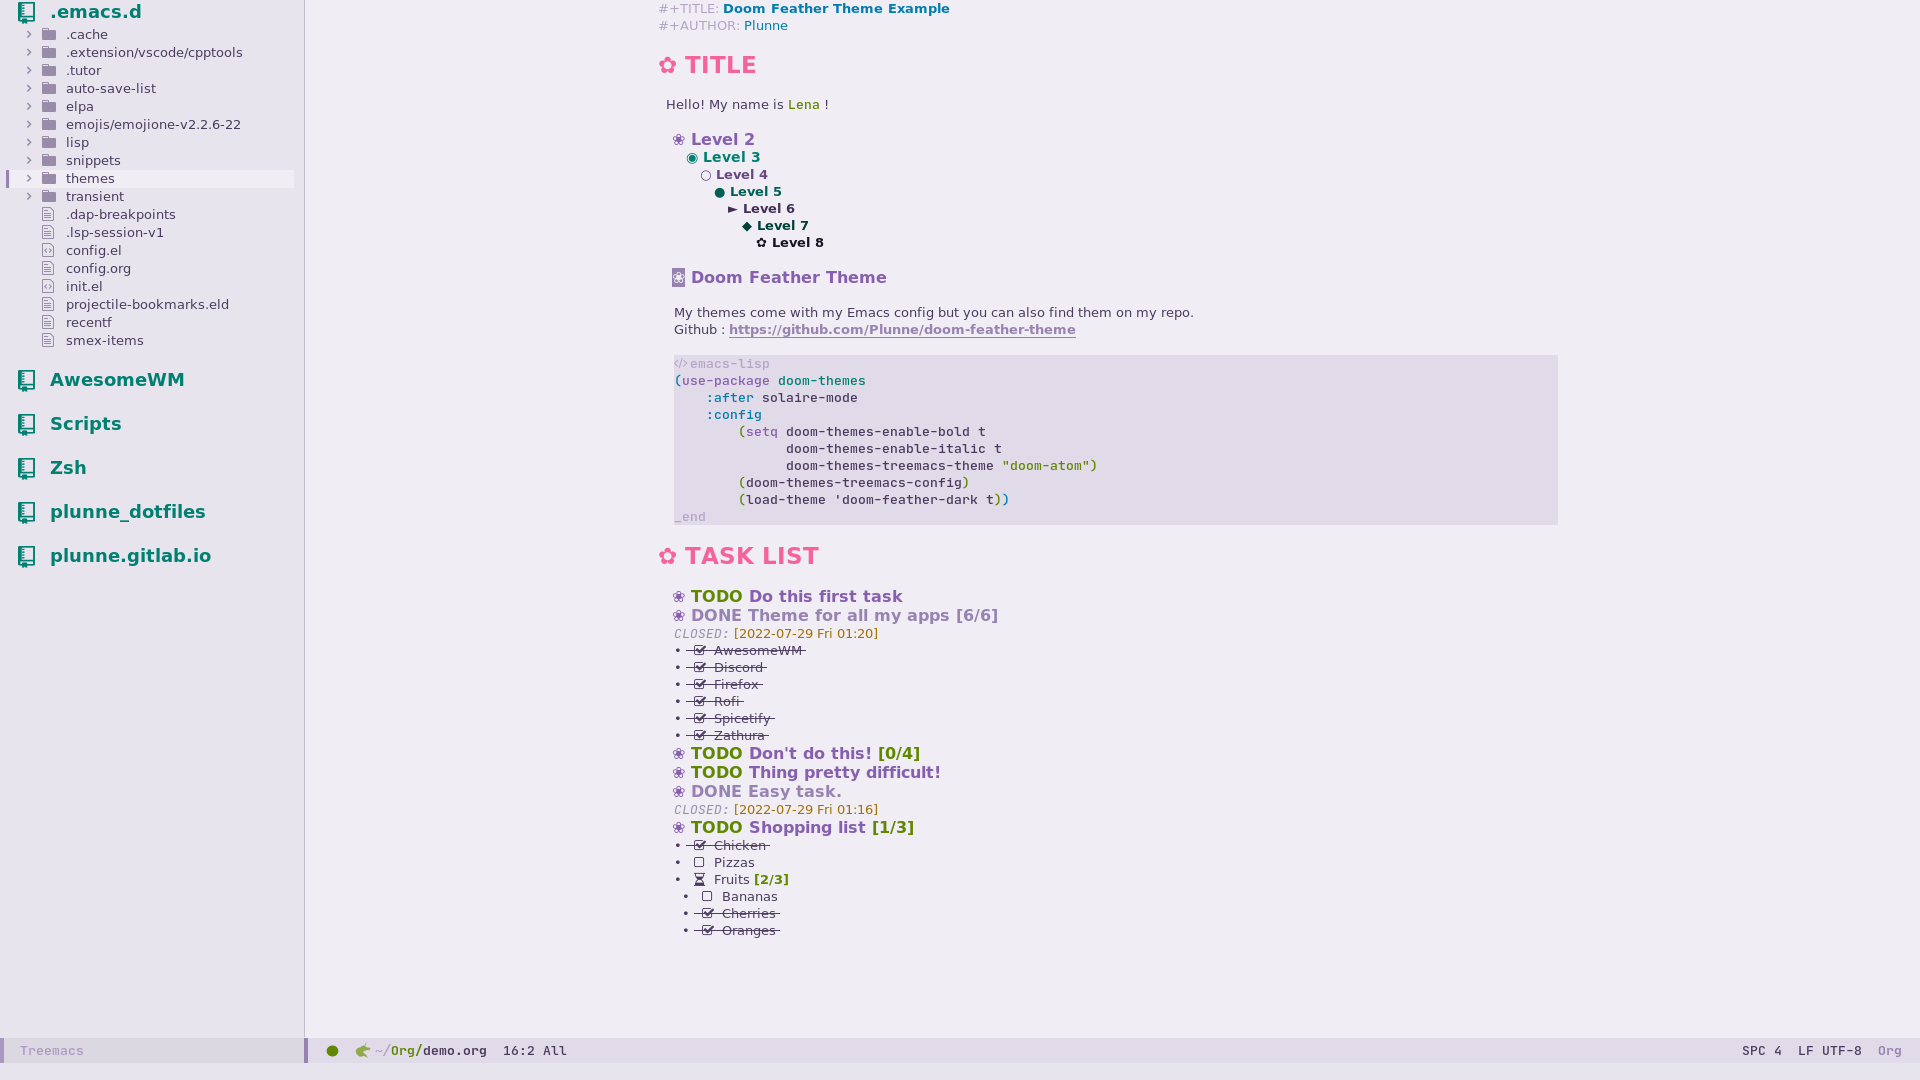 .emacs.d
.cache
.extension/vscode/cpptools
.tutor
auto-save-list
elpa
emojis/emojione-v2.2.6-22
lisp
snippets
themes
transient
.dap-breakpoints
.lsp-session-v1
config.el
config.org
init.el
projectile-bookmarks.eld
recentf
smex-items
AwesomeWM
Scripts
Zsh
plunne_dotfiles
plunne.gitlab.io
Treemacs
#+TITLE: Doom Feather Theme Example
#+AUTHOR: Plunne
✿ TITLE
Hello! My name is Lena !
❀ Level 2
◉ Level 3
○ Level 4
● Level 5
► Level 6
◆ Level 7
✿ Level 8
❀ Doom Feather Theme
My themes come with my Emacs config but you can also find them on my repo.
Github : https://github.com/Plunne/doom-feather-theme
</>emacs-lisp
(use-package doom-themes
    :after solaire-mode
    :config
        (setq doom-themes-enable-bold t
              doom-themes-enable-italic t
              doom-themes-treemacs-theme "doom-atom")
        (doom-themes-treemacs-config)
        (load-theme 'doom-feather-dark t))
_end
✿ TASK LIST
❀ TODO Do this first task
❀ DONE Theme for all my apps [6/6]
CLOSED: [2022-07-29 Fri 01:20]
• ☑ AwesomeWM
• ☑ Discord
• ☑ Firefox
• ☑ Rofi
• ☑ Spicetify
• ☑ Zathura
❀ TODO Don't do this! [0/4]
❀ TODO Thing pretty difficult!
❀ DONE Easy task.
CLOSED: [2022-07-29 Fri 01:16]
❀ TODO Shopping list [1/3]
• ☑ Chicken
• ☐ Pizzas
• ⌛ Fruits [2/3]
• ☐ Bananas
• ☑ Cherries
• ☑ Oranges
~/Org/demo.org 16:2 All
SPC 4 LF UTF-8 Org